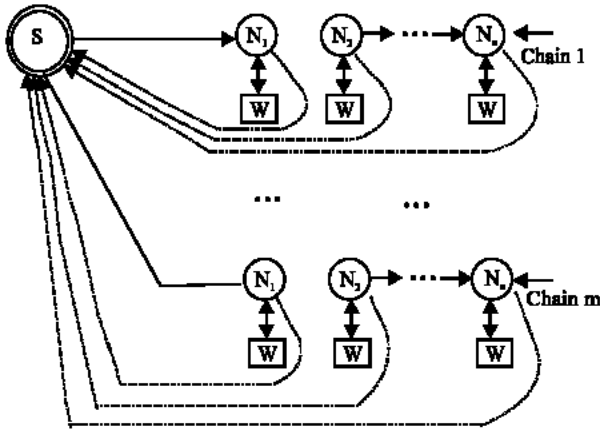 S N₁ N₂ ... Nₙ
Chain 1
W W W
... ...
N₁ N₂ ... Nₙ
Chain m
W W W